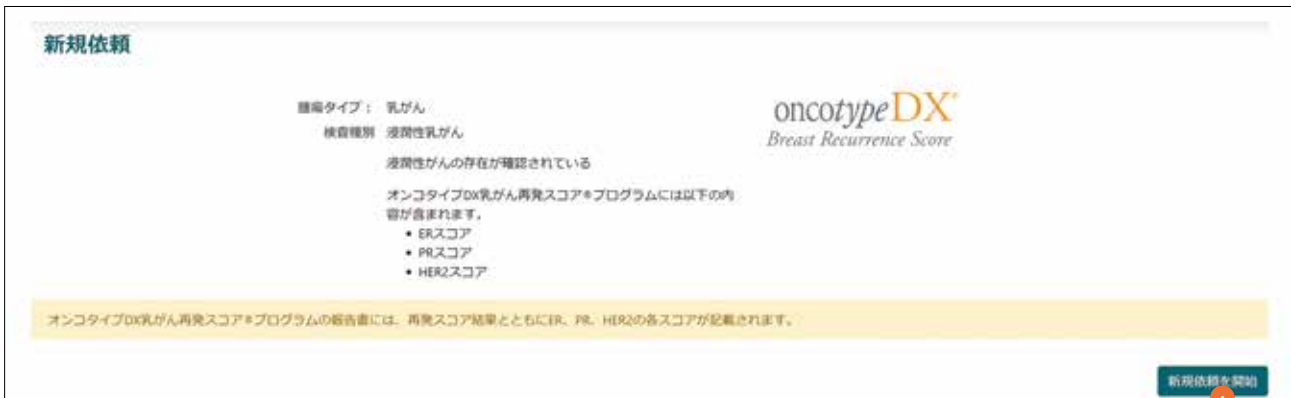 新規依頼
腫瘍タイプ： 乳がん
検査種別 浸潤性乳がん
浸潤性がんの存在が確認されている
オンコタイプDX乳がん再発スコア®プログラムには以下の内
容が含まれます。
• ERスコア
• PRスコア
• HER2スコア
oncotype DX®
Breast Recurrence Score
オンコタイプDX乳がん再発スコア®プログラムの報告書には、再発スコア結果とともにER、PR、HER2の各スコアが記載されます。
新規依頼を開始